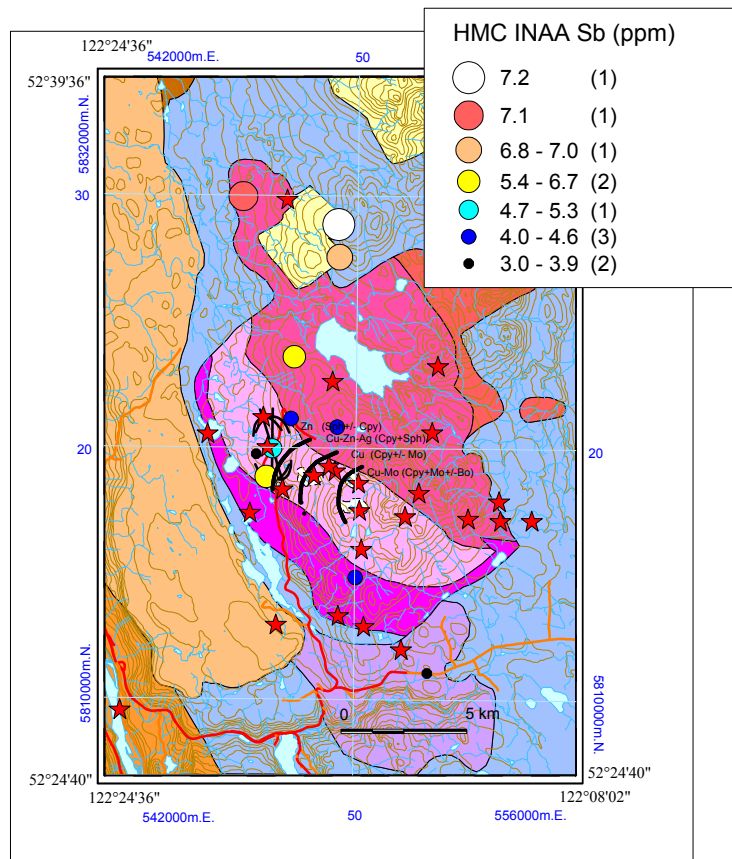 HMC INAA Sb (ppm)
7.2 (1)
7.1 (1)
6.8 - 7.0 (1)
5.4 - 6.7 (2)
4.7 - 5.3 (1)
4.0 - 4.6 (3)
3.0 - 3.9 (2)
122°24'36"
542000m.E.
50
52°39'36"
5832000m.N.
30
Zn (Sph+/- Cpy)
Cu-Zn-Ag (Cpy+Sph)
Cu (Cpy+/- Mo)
Cu-Mo (Cpy+Mo+/-Bo)
20
20
5810000m.N.
5810000m.N.
0 5 km
52°24'40"
52°24'40"
122°24'36"
122°08'02"
542000m.E.
50
556000m.E.